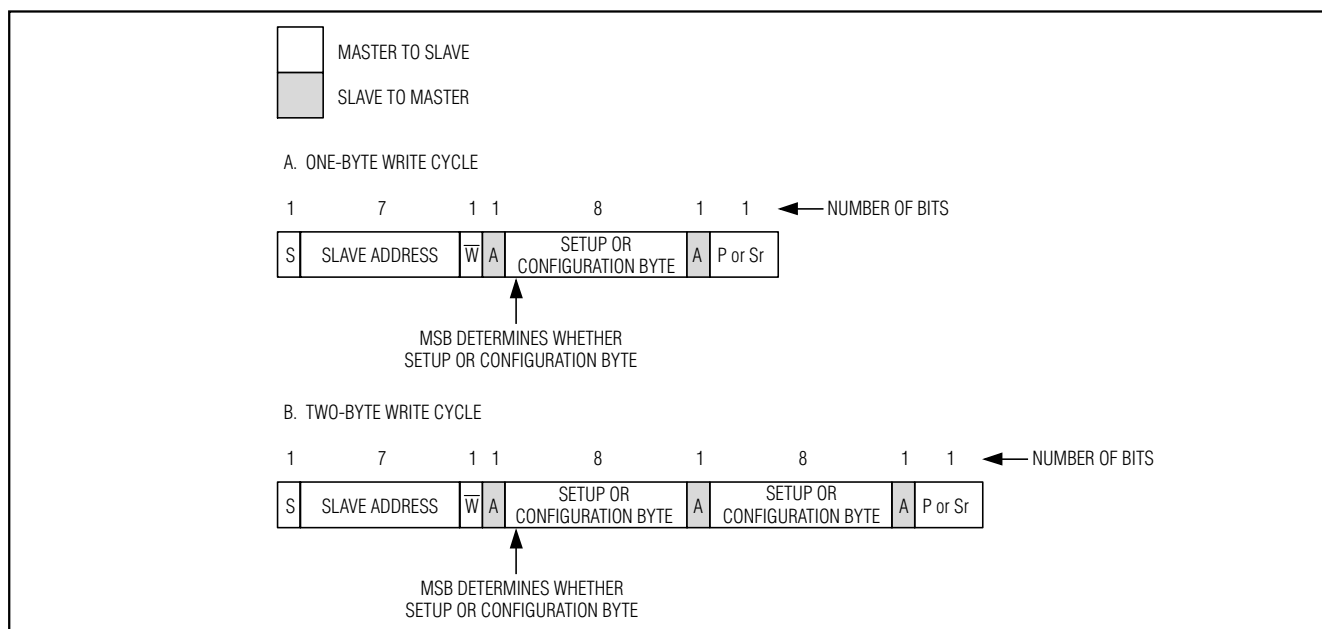 MASTER TO SLAVE
SLAVE TO MASTER
A. ONE-BYTE WRITE CYCLE
1 7 1 1 8 1 1 NUMBER OF BITS
S SLAVE ADDRESS W̅ A SETUP OR CONFIGURATION BYTE A P or Sr
MSB DETERMINES WHETHER
SETUP OR CONFIGURATION BYTE
B. TWO-BYTE WRITE CYCLE
1 7 1 1 8 1 8 1 1 NUMBER OF BITS
S SLAVE ADDRESS W̅ A SETUP OR CONFIGURATION BYTE A SETUP OR CONFIGURATION BYTE A P or Sr
MSB DETERMINES WHETHER
SETUP OR CONFIGURATION BYTE